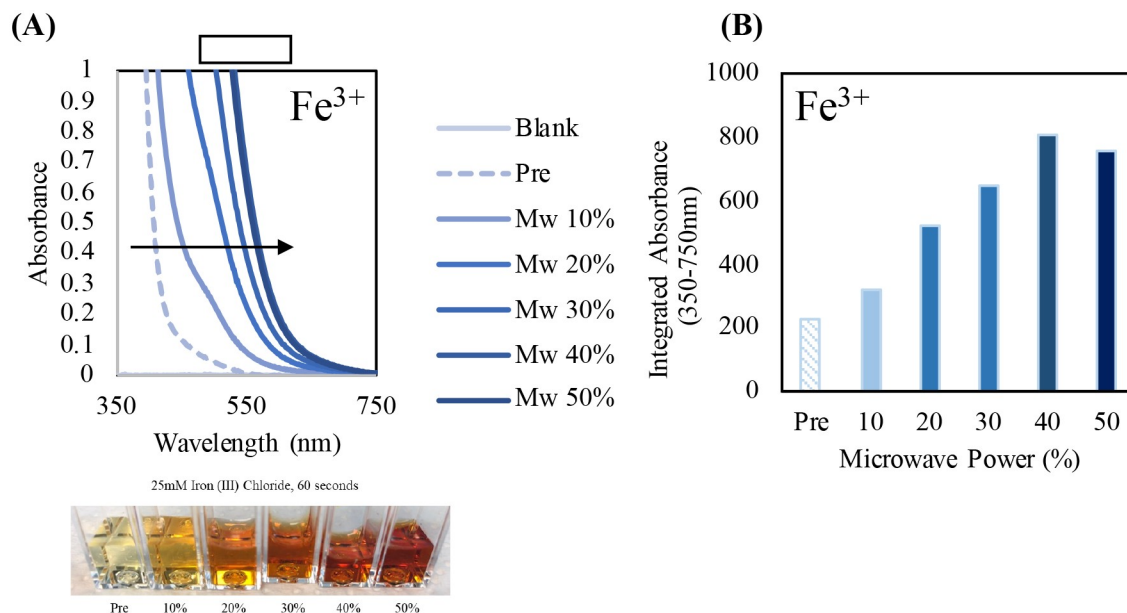 (A)
Fe³⁺
1
0.9
0.8
0.7
0.6
0.5
0.4
0.3
0.2
0.1
0
Absorbance
350
550
750
Wavelength (nm)
Blank
Pre
Mw 10%
Mw 20%
Mw 30%
Mw 40%
Mw 50%
25mM Iron (III) Chloride, 60 seconds
Pre 10% 20% 30% 40% 50%
(B)
Fe³⁺
1000
800
600
400
200
0
Integrated Absorbance
(350-750nm)
Pre 10 20 30 40 50
Microwave Power (%)